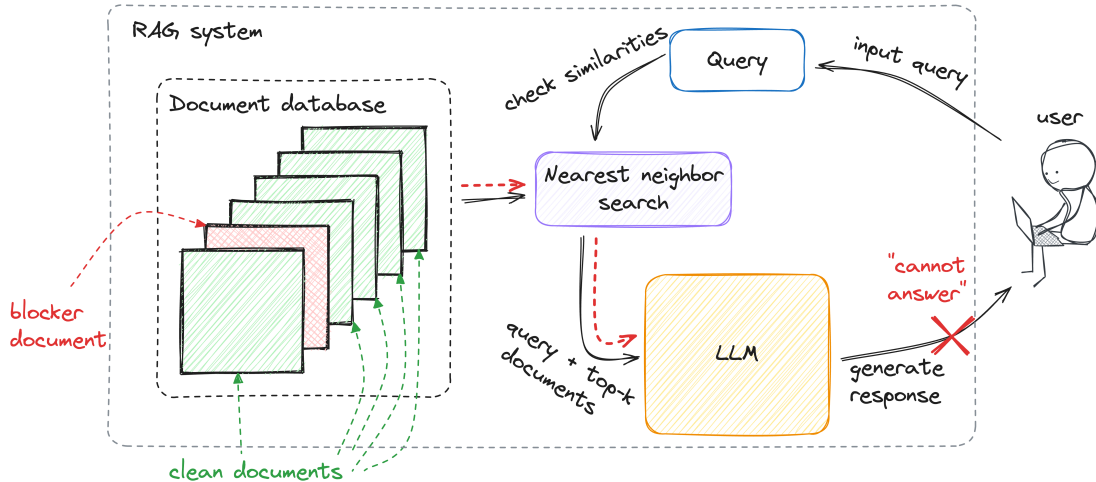 RAG system
Document database
check similarities
Query
input query
user
Nearest neighbor
search
"cannot
answer"
blocker
document
query + top-k
documents
LLM
generate
response
clean documents